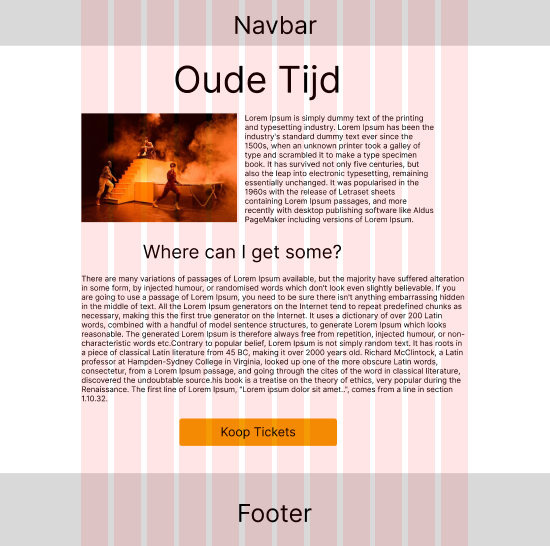 Navbar
Oude Tijd
Lorem Ipsum is simply dummy text of the printing
and typesetting industry. Lorem Ipsum has been the
industry's standard dummy text ever since the
1500s, when an unknown printer took a galley of
type and scrambled it to make a type specimen
book. It has survived not only five centuries, but
also the leap into electronic typesetting, remaining
essentially unchanged. It was popularised in the
1960s with the release of Letraset sheets
containing Lorem Ipsum passages, and more
recently with desktop publishing software like Aldus
PageMaker including versions of Lorem Ipsum.
Where can I get some?
There are many variations of passages of Lorem Ipsum available, but the majority have suffered alteration
in some form, by injected humour, or randomised words which don't look even slightly believable. If you
are going to use a passage of Lorem Ipsum, you need to be sure there isn't anything embarrassing hidden
in the middle of text. All the Lorem Ipsum generators on the Internet tend to repeat predefined chunks as
necessary, making this the first true generator on the Internet. It uses a dictionary of over 200 Latin
words, combined with a handful of model sentence structures, to generate Lorem Ipsum which looks
reasonable. The generated Lorem Ipsum is therefore always free from repetition, injected humour, or non-
characteristic words etc.Contrary to popular belief, Lorem Ipsum is not simply random text. It has roots in
a piece of classical Latin literature from 45 BC, making it over 2000 years old. Richard McClintock, a Latin
professor at Hampden-Sydney College in Virginia, looked up one of the more obscure Latin words,
consectetur, from a Lorem Ipsum passage, and going through the cites of the word in classical literature,
discovered the undoubtable source.his book is a treatise on the theory of ethics, very popular during the
Renaissance. The first line of Lorem Ipsum, "Lorem ipsum dolor sit amet..", comes from a line in section
1.10.32.
Koop Tickets
Footer